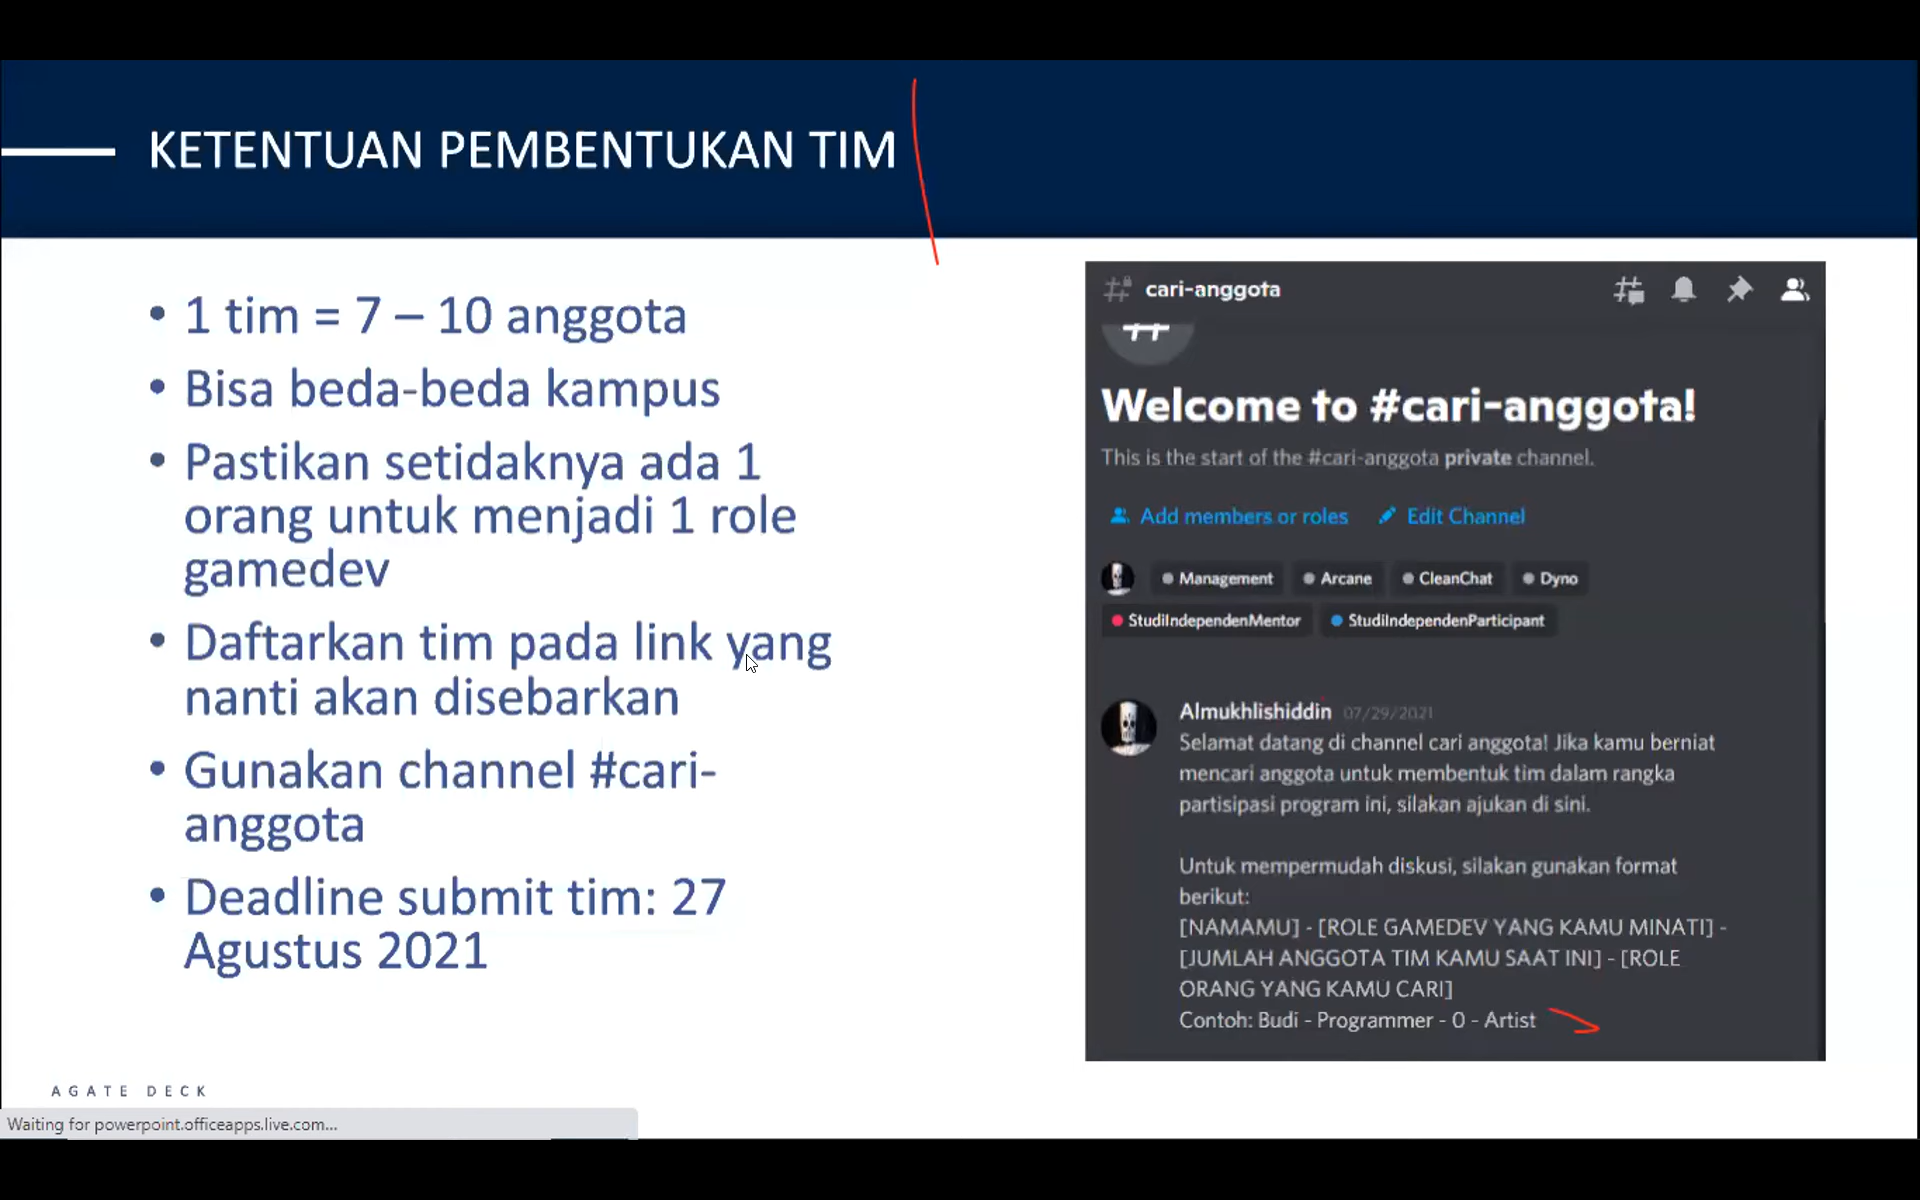 KETENTUAN PEMBENTUKAN TIM
• 1 tim = 7 – 10 anggota
• Bisa beda-beda kampus
• Pastikan setidaknya ada 1
orang untuk menjadi 1 role
gamedev
• Daftarkan tim pada link yang
nanti akan disebarkan
• Gunakan channel #cari-
anggota
• Deadline submit tim: 27
Agustus 2021
cari-anggota
Welcome to #cari-anggota!
This is the start of the #cari-anggota private channel.
Add members or roles Edit Channel
Management Arcane CleanChat Dyno
StudiIndependenMentor StudiIndependenParticipant
Almukhlishiddin 07/29/2021
Selamat datang di channel cari anggota! Jika kamu berniat
mencari anggota untuk membentuk tim dalam rangka
partisipasi program ini, silakan ajukan di sini.
Untuk mempermudah diskusi, silakan gunakan format
berikut:
[NAMAMU] - [ROLE GAMEDEV YANG KAMU MINATI] -
[JUMLAH ANGGOTA TIM KAMU SAAT INI] - [ROLE
ORANG YANG KAMU CARI]
Contoh: Budi - Programmer - 0 - Artist
AGATE DECK
Waiting for powerpoint.officeapps.live.com...